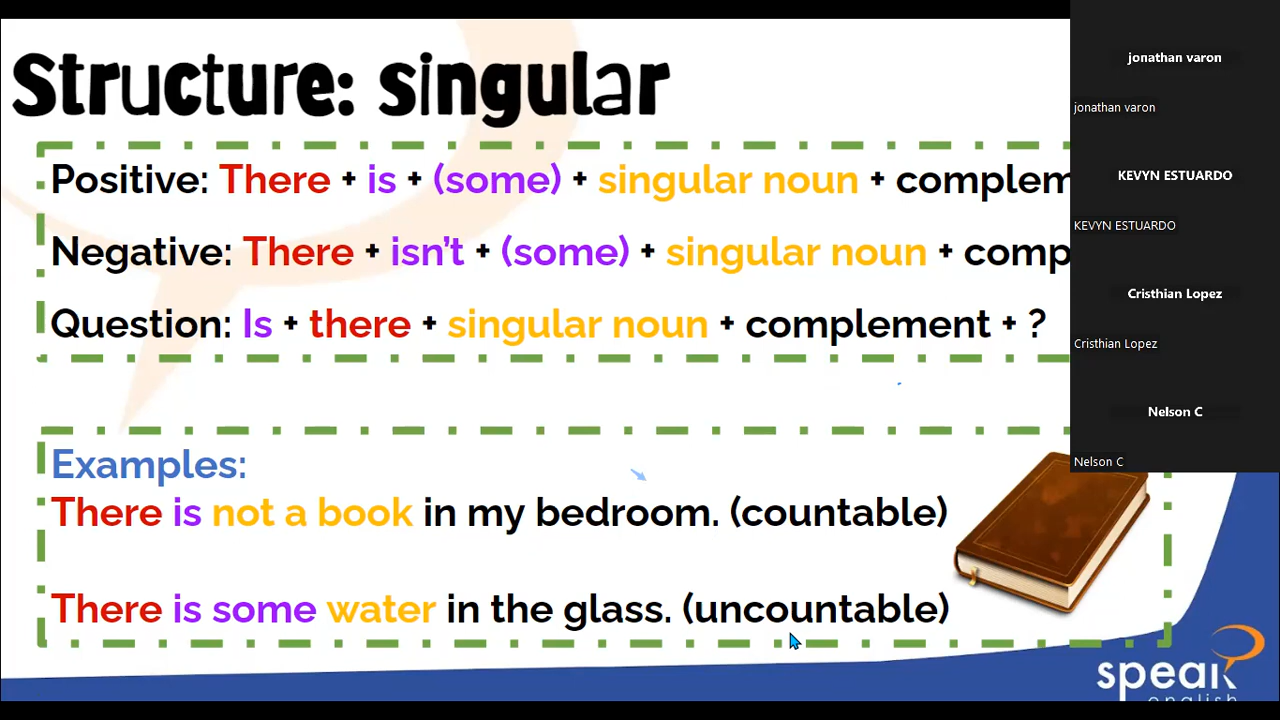 Structure: singular
Positive: There + is + (some) + singular noun + complem
Negative: There + isn't + (some) + singular noun + comp
Question: Is + there + singular noun + complement + ?
Examples:
There is not a book in my bedroom. (countable)
There is some water in the glass. (uncountable)
jonathan varon
jonathan varon
KEVYN ESTUARDO
KEVYN ESTUARDO
Cristhian Lopez
Cristhian Lopez
Nelson C
Nelson C
speak
english